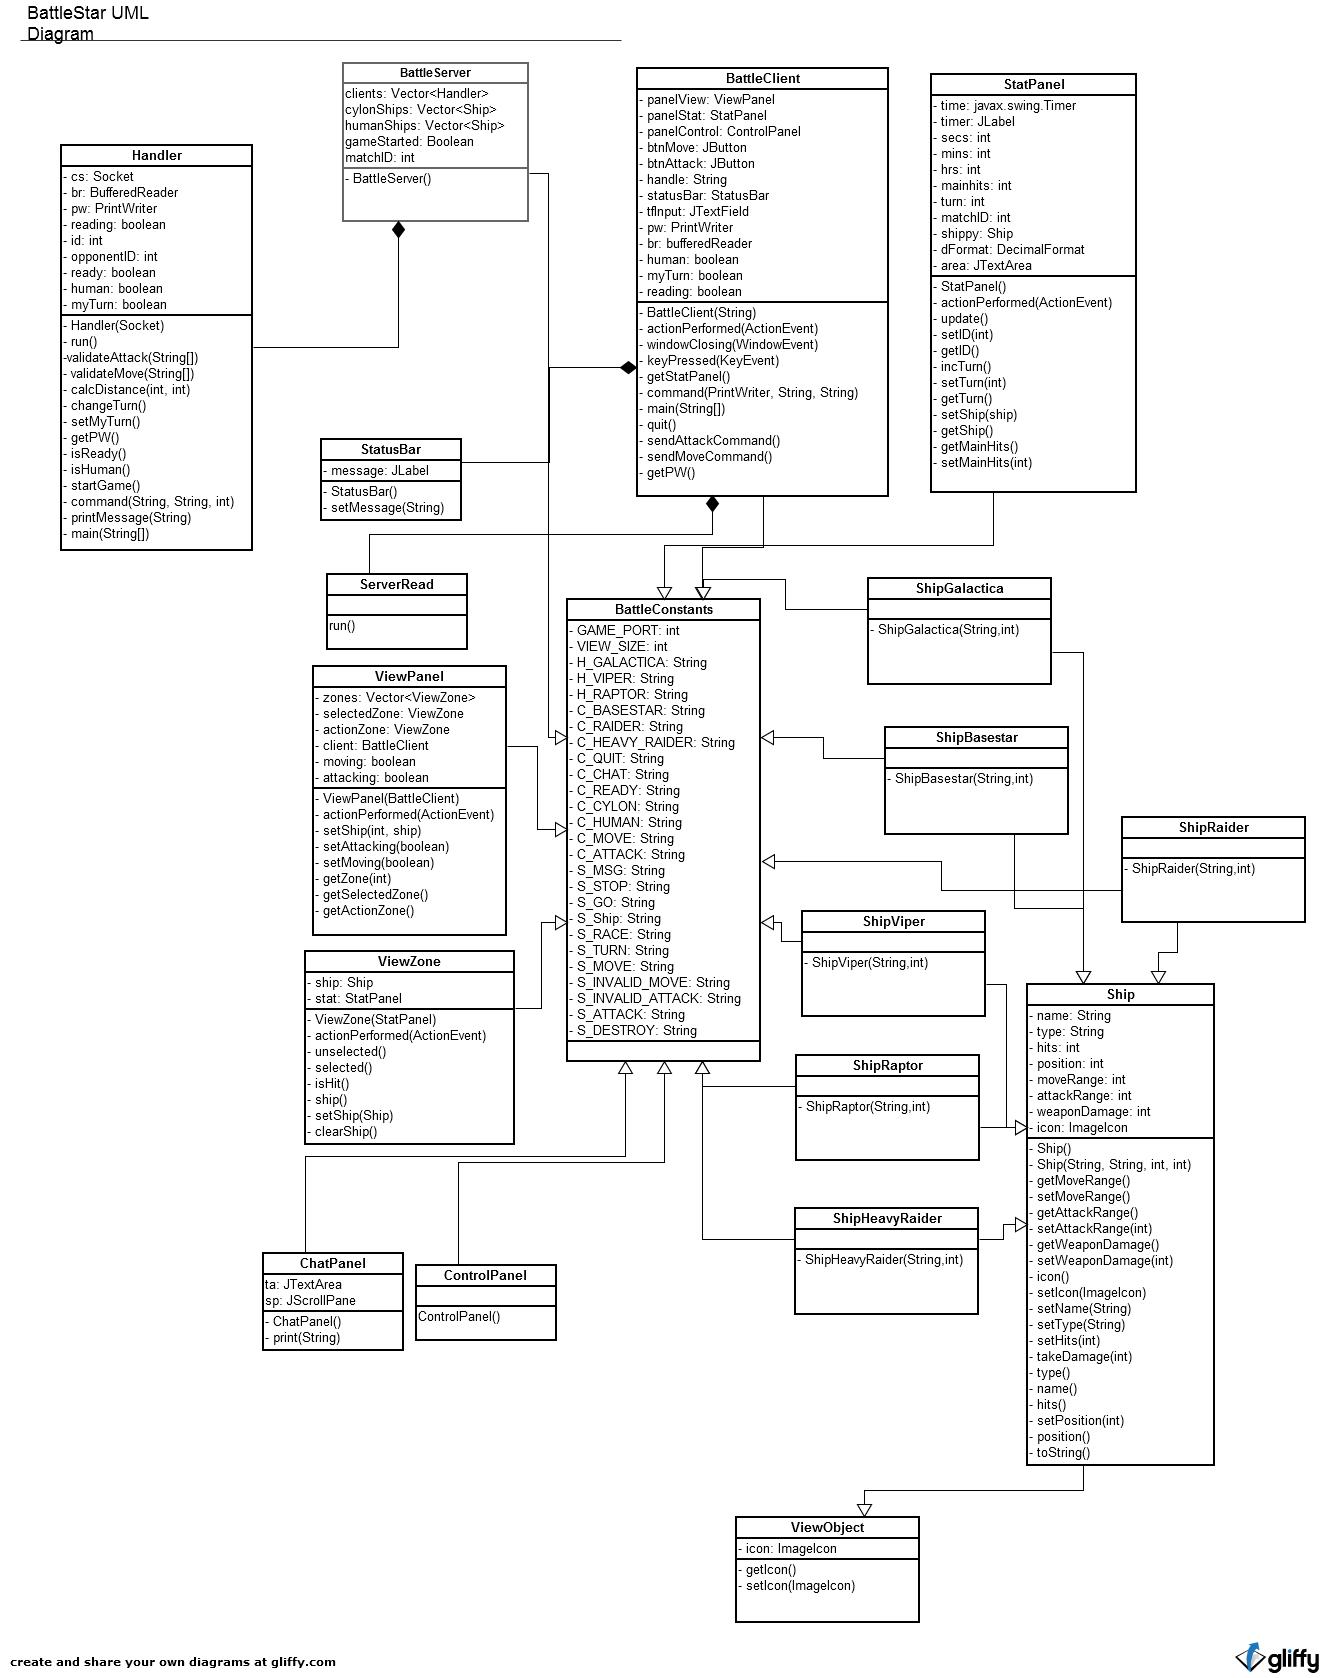 BattleStar UML
Diagram
BattleServer
clients: Vector<Handler>
cylonShips: Vector<Ship>
humanShips: Vector<Ship>
gameStarted: Boolean
matchID: int
- BattleServer()
BattleClient
- panelView: ViewPanel
- panelStat: StatPanel
- panelControl: ControlPanel
- btnMove: JButton
- btnAttack: JButton
- handle: String
- statusBar: StatusBar
- tfInput: JTextField
- pw: PrintWriter
- br: bufferedReader
- human: boolean
- myTurn: boolean
- reading: boolean
- BattleClient(String)
- actionPerformed(ActionEvent)
- windowClosing(WindowEvent)
- keyPressed(KeyEvent)
- getStatPanel()
- command(PrintWriter, String, String)
- main(String[])
- quit()
- sendAttackCommand()
- sendMoveCommand()
- getPW()
StatPanel
- time: javax.swing.Timer
- timer: JLabel
- secs: int
- mins: int
- hrs: int
- mainhits: int
- turn: int
- matchID: int
- shippy: Ship
- dFormat: DecimalFormat
- area: JTextArea
- StatPanel()
- actionPerformed(ActionEvent)
- update()
- setID(int)
- getID()
- incTurn()
- setTurn(int)
- getTurn()
- setShip(ship)
- getShip()
- getMainHits()
- setMainHits(int)
Handler
- cs: Socket
- br: BufferedReader
- pw: PrintWriter
- reading: boolean
- id: int
- opponentID: int
- ready: boolean
- human: boolean
- myTurn: boolean
- Handler(Socket)
- run()
-validateAttack(String[])
- validateMove(String[])
- calcDistance(int, int)
- changeTurn()
- setMyTurn()
- getPW()
- isReady()
- isHuman()
- startGame()
- command(String, String, int)
- printMessage(String)
- main(String[])
StatusBar
- message: JLabel
- StatusBar()
- setMessage(String)
ServerRead
run()
BattleConstants
- GAME_PORT: int
- VIEW_SIZE: int
- H_GALACTICA: String
- H_VIPER: String
- H_RAPTOR: String
- C_BASESTAR: String
- C_RAIDER: String
- C_HEAVY_RAIDER: String
- C_QUIT: String
- C_CHAT: String
- C_READY: String
- C_CYLON: String
- C_HUMAN: String
- C_MOVE: String
- C_ATTACK: String
- S_MSG: String
- S_STOP: String
- S_GO: String
- S_Ship: String
- S_RACE: String
- S_TURN: String
- S_MOVE: String
- S_INVALID_MOVE: String
- S_INVALID_ATTACK: String
- S_ATTACK: String
- S_DESTROY: String
ShipGalactica
- ShipGalactica(String,int)
ViewPanel
- zones: Vector<ViewZone>
- selectedZone: ViewZone
- actionZone: ViewZone
- client: BattleClient
- moving: boolean
- attacking: boolean
- ViewPanel(BattleClient)
- actionPerformed(ActionEvent)
- setShip(int, ship)
- setAttacking(boolean)
- setMoving(boolean)
- getZone(int)
- getSelectedZone()
- getActionZone()
ShipBasestar
- ShipBasestar(String,int)
ShipRaider
- ShipRaider(String,int)
ShipViper
- ShipViper(String,int)
ViewZone
- ship: Ship
- stat: StatPanel
- ViewZone(StatPanel)
- actionPerformed(ActionEvent)
- unselected()
- selected()
- isHit()
- ship()
- setShip(Ship)
- clearShip()
Ship
- name: String
- type: String
- hits: int
- position: int
- moveRange: int
- attackRange: int
- weaponDamage: int
- icon: ImageIcon
- Ship()
- Ship(String, String, int, int)
- getMoveRange()
- setMoveRange()
- getAttackRange()
- setAttackRange(int)
- getWeaponDamage()
- setWeaponDamage(int)
- icon()
- setIcon(ImageIcon)
- setName(String)
- setType(String)
- setHits(int)
- takeDamage(int)
- type()
- name()
- hits()
- setPosition(int)
- position()
- toString()
ShipRaptor
- ShipRaptor(String,int)
ShipHeavyRaider
- ShipHeavyRaider(String,int)
ChatPanel
ta: JTextArea
sp: JScrollPane
- ChatPanel()
- print(String)
ControlPanel
ControlPanel()
ViewObject
- icon: ImageIcon
- getIcon()
- setIcon(ImageIcon)
create and share your own diagrams at gliffy.com
gliffy